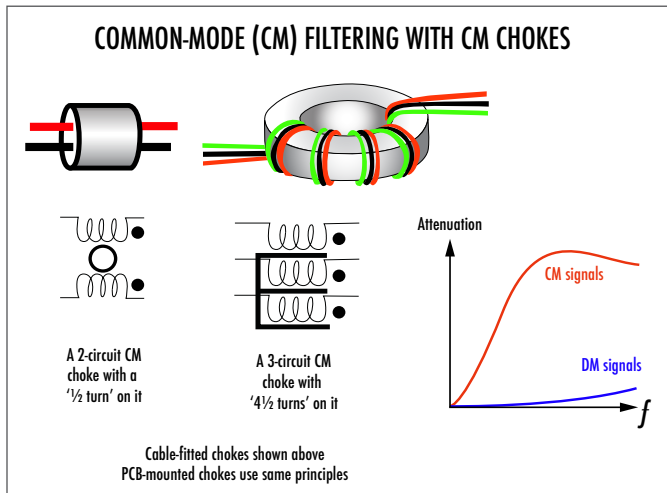 COMMON-MODE (CM) FILTERING WITH CM CHOKES
Attenuation
CM signals
DM signals
f
A 2-circuit CM
choke with a
‘½ turn’ on it
A 3-circuit CM
choke with
‘4½ turns’ on it
Cable-fitted chokes shown above
PCB-mounted chokes use same principles